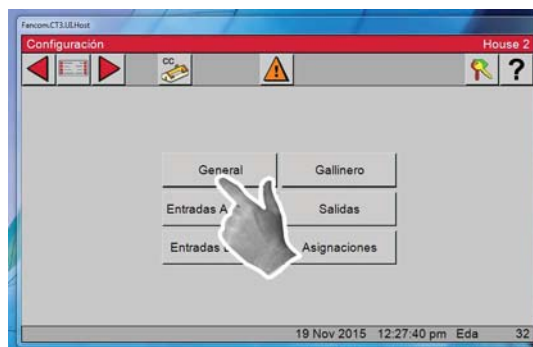 Fancom.CT3.UI.Host
Configuración House 2
CC
?
General Gallinero
Entradas A Salidas
Entradas Asignaciones
19 Nov 2015 12:27:40 pm Eda 32